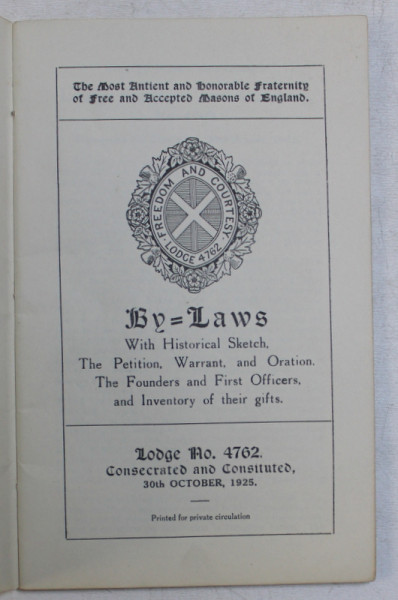 The Most Antient and Honorable Fraternity
of Free and Accepted Masons of England.
FREEDOM AND COURTESY
LODGE 4762
By=Laws
With Historical Sketch,
The Petition, Warrant, and Oration.
The Founders and First Officers,
and Inventory of their gifts.
Lodge No. 4762.
Consecrated and Consituted,
30th OCTOBER, 1925.
Printed for private circulation